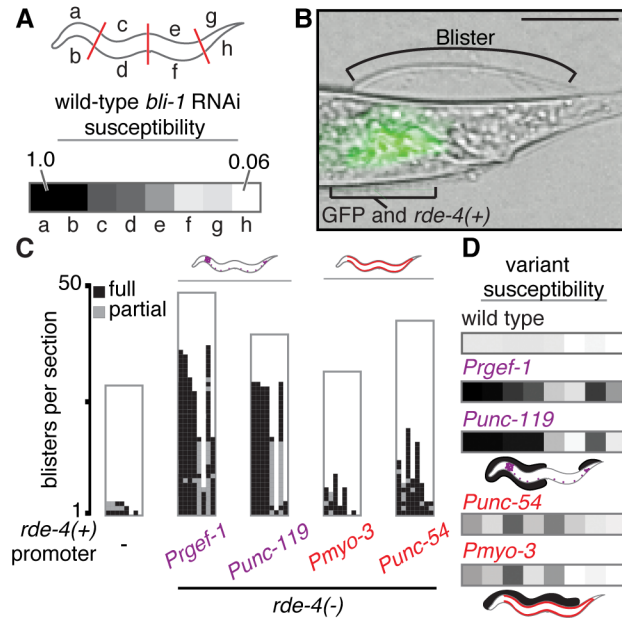 A
a
c
e
g
b
d
f
h
wild-type bli-1 RNAi
susceptibility
1.0
0.06
a b c d e f g h
B
Blister
GFP and rde-4(+)
C
full
partial
50
1
blisters per section
rde-4(+)
promoter
-
Prgef-1
Punc-119
Pmyo-3
Punc-54
rde-4(-)
D
variant
susceptibility
wild type
Prgef-1
Punc-119
Punc-54
Pmyo-3